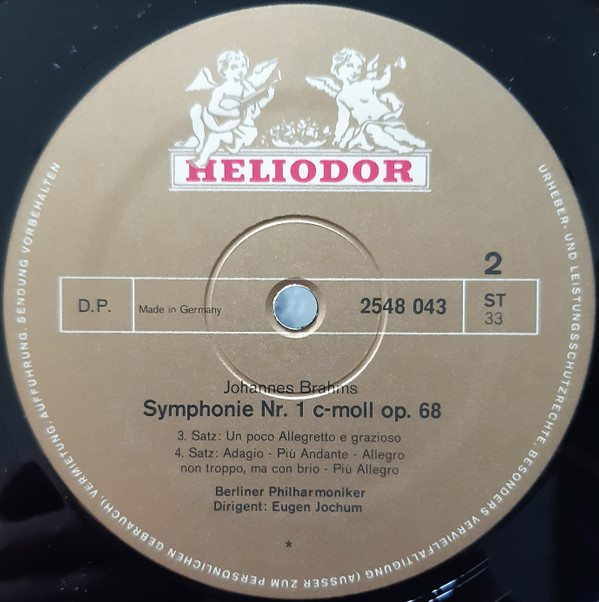 HELIODOR
2
D.P.
Made in Germany
2548 043
ST
33
Johannes Brahms
Symphonie Nr. 1 c-moll op. 68
3. Satz: Un poco Allegretto e grazioso
4. Satz: Adagio - Più Andante - Allegro
non troppo, ma con brio - Più Allegro
Berliner Philharmoniker
Dirigent: Eugen Jochum
*
URHEBER- UND LEISTUNGSSCHUTZRECHTE, BESONDERS VERVIELFÄLTIGUNG (AUSSER ZUM PERSÖNLICHEN GEBRAUCH), VERMIETUNG, AUFFÜHRUNG, SENDUNG VORBEHALTEN